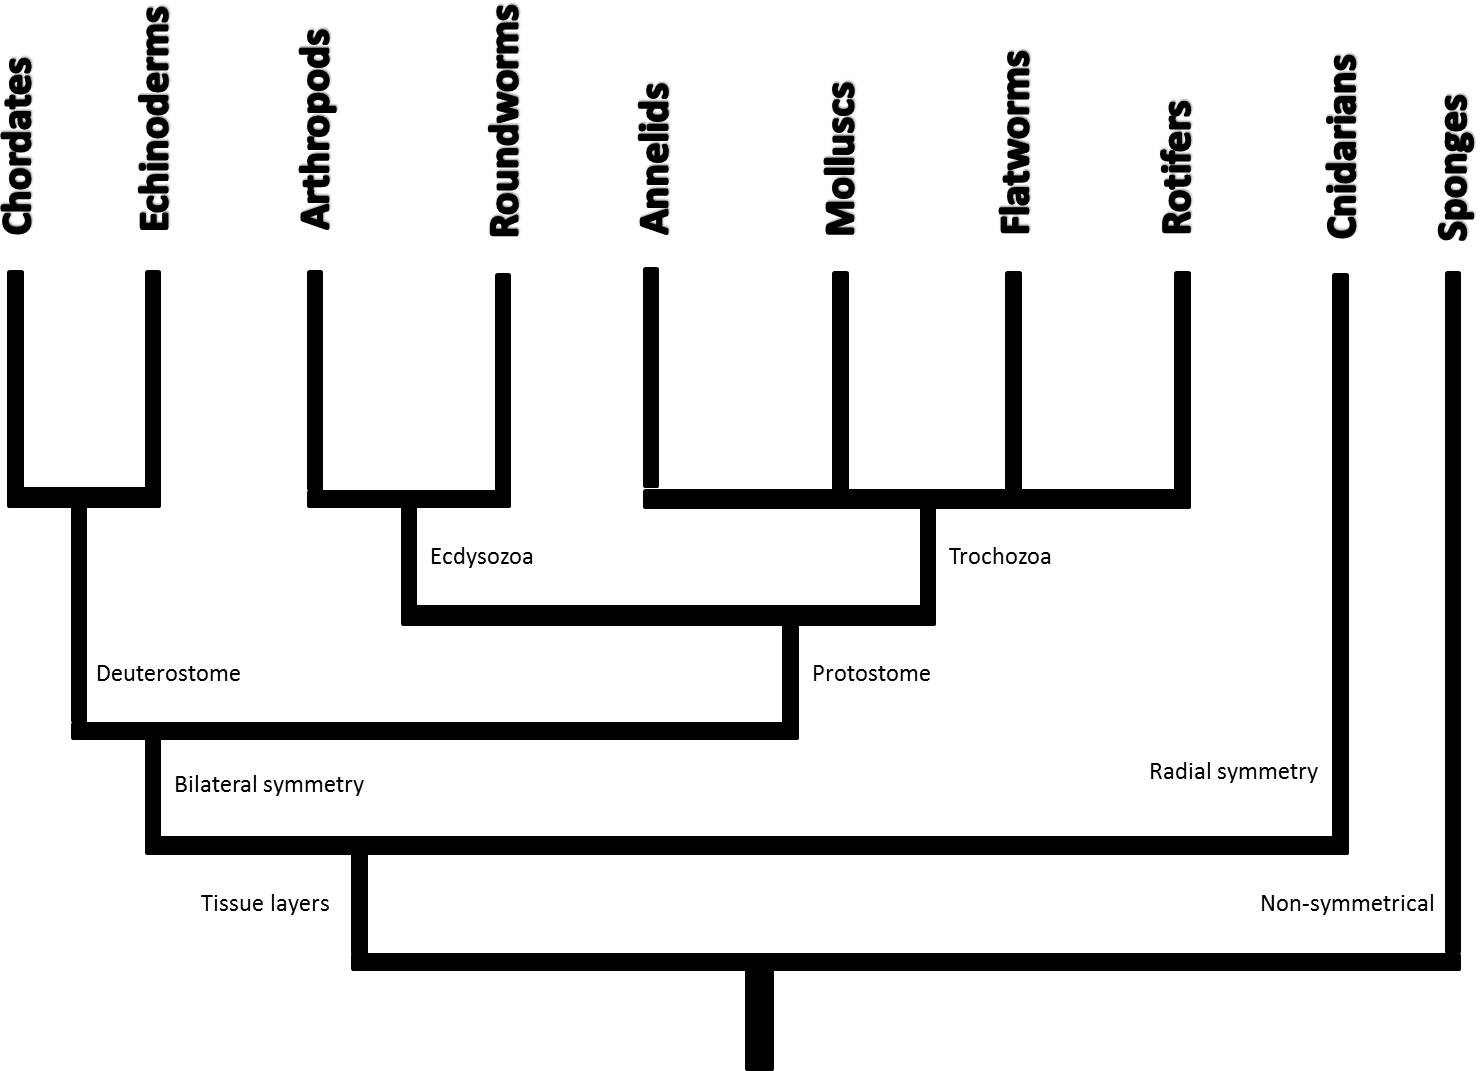 Chordates
Echinoderms
Arthropods
Roundworms
Annelids
Molluscs
Flatworms
Rotifers
Cnidarians
Sponges
Ecdysozoa
Trochozoa
Deuterostome
Protostome
Bilateral symmetry
Radial symmetry
Tissue layers
Non-symmetrical